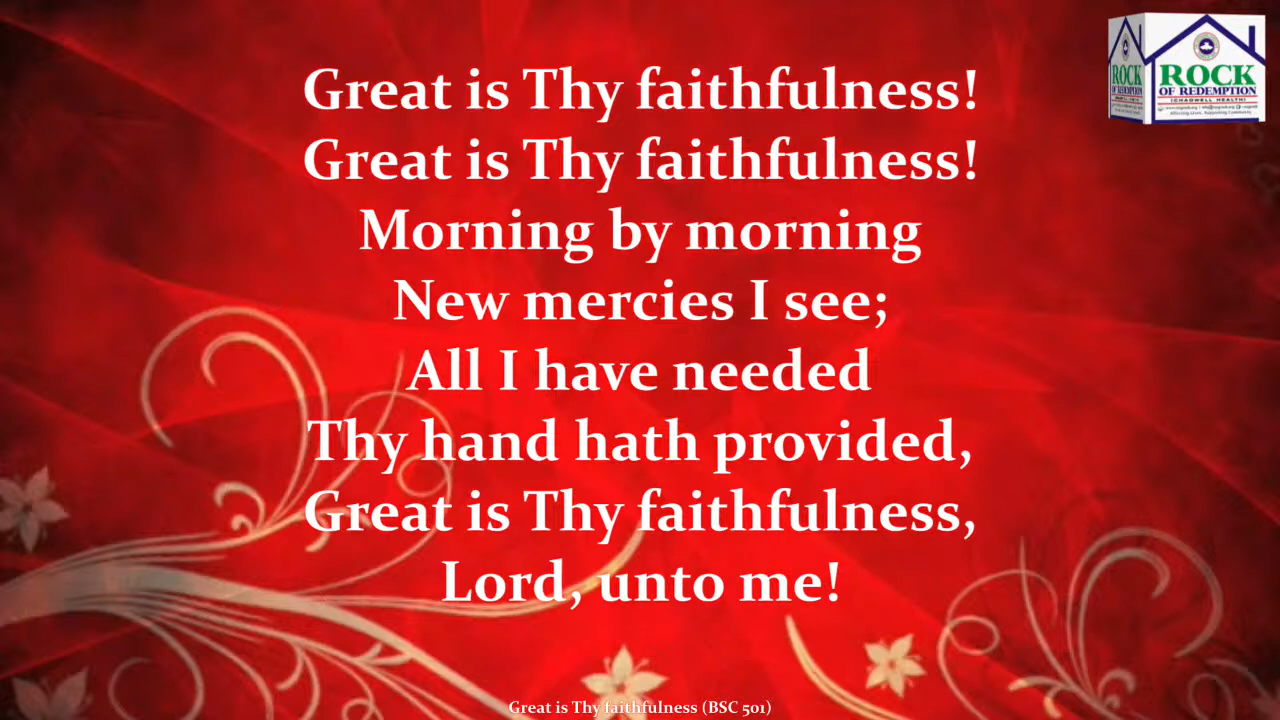 Great is Thy faithfulness!
Great is Thy faithfulness!
Morning by morning
New mercies I see;
All I have needed
Thy hand hath provided,
Great is Thy faithfulness,
Lord, unto me!
ROCK
OF REDEMPTION
ROCK
OF REDEMPTION
(CHADWELL HEALTH)
Great is Thy faithfulness (BSC 501)